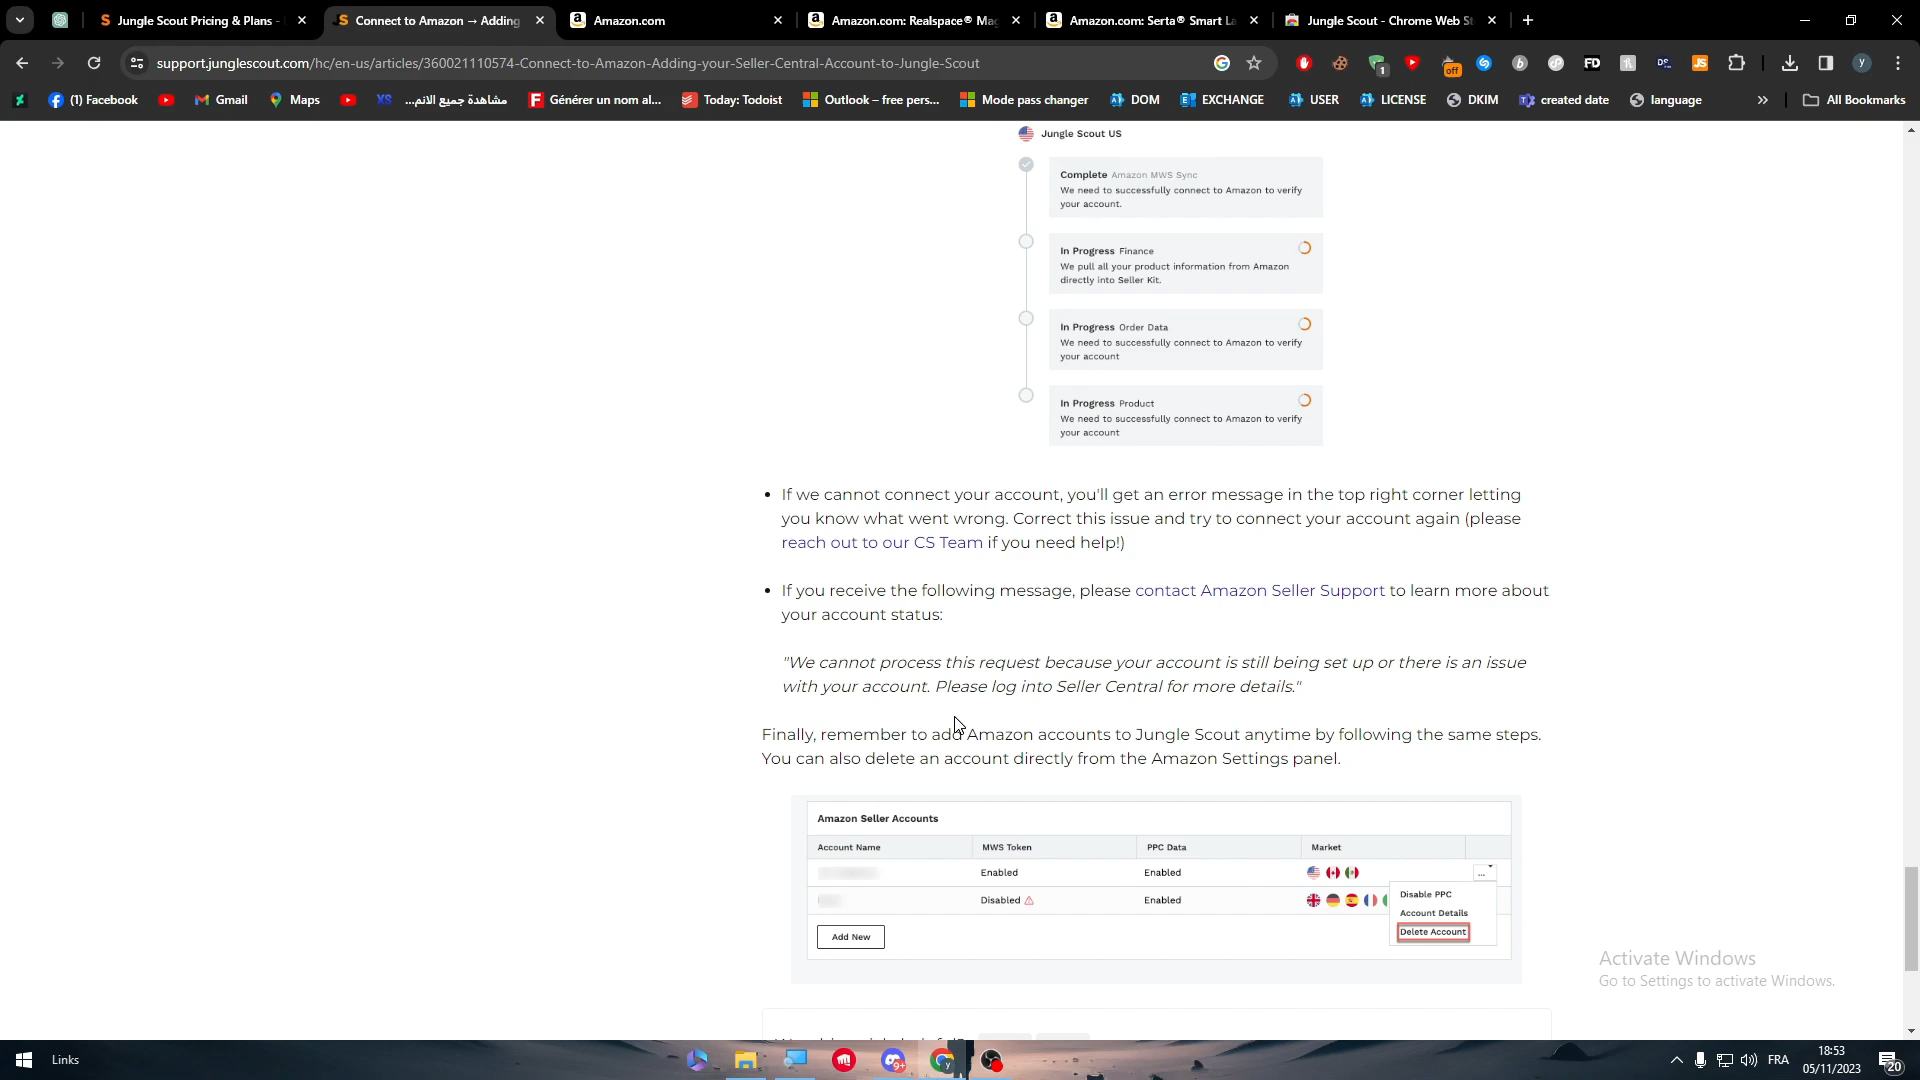 Jungle Scout Pricing & Plans -
Connect to Amazon → Adding
Amazon.com
Amazon.com: Realspace® Ma
Amazon.com: Serta® Smart La
Jungle Scout - Chrome Web St
support.junglescout.com/hc/en-us/articles/360021110574-Connect-to-Amazon-Adding-your-Seller-Central-Account-to-Jungle-Scout
(1) Facebook
Gmail
Maps
مشاهدة جميع الانم...
Générer un nom al...
Today: Todoist
Outlook – free pers...
Mode pass changer
DOM
EXCHANGE
USER
LICENSE
DKIM
created date
language
All Bookmarks
Jungle Scout US
Complete Amazon MWS Sync
We need to successfully connect to Amazon to verify
your account.
In Progress Finance
We pull all your product information from Amazon
directly into Seller Kit.
In Progress Order Data
We need to successfully connect to Amazon to verify
your account
In Progress Product
We need to successfully connect to Amazon to verify
your account
If we cannot connect your account, you'll get an error message in the top right corner letting
you know what went wrong. Correct this issue and try to connect your account again (please
reach out to our CS Team if you need help!)
If you receive the following message, please contact Amazon Seller Support to learn more about
your account status:
"We cannot process this request because your account is still being set up or there is an issue
with your account. Please log into Seller Central for more details."
Finally, remember to add Amazon accounts to Jungle Scout anytime by following the same steps.
You can also delete an account directly from the Amazon Settings panel.
Amazon Seller Accounts
Account Name MWS Token PPC Data Market
Enabled Enabled ...
Disabled Enabled
Disable PPC
Account Details
Delete Account
Add New
Activate Windows
Go to Settings to activate Windows.
Links
FRA
18:53
05/11/2023
20